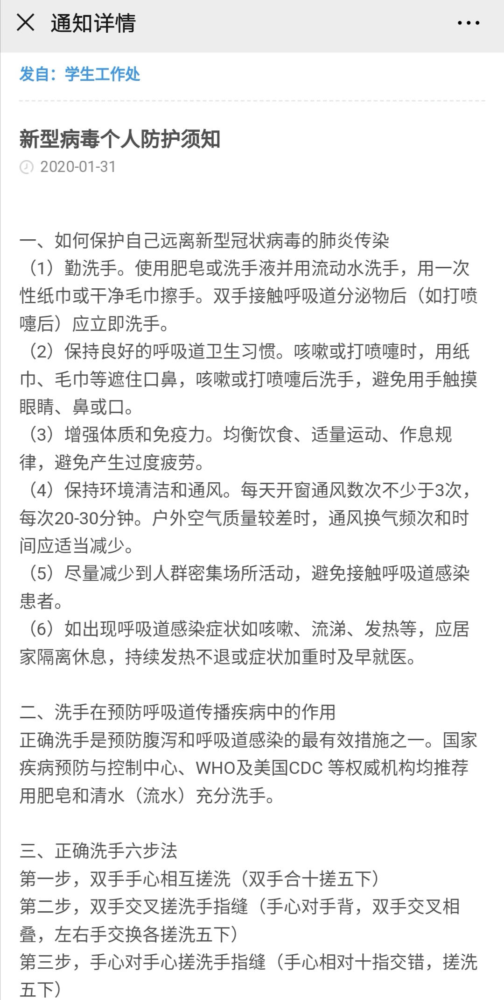 通知详情
发自：学生工作处
新型病毒个人防护须知
2020-01-31
一、如何保护自己远离新型冠状病毒的肺炎传染
（1）勤洗手。使用肥皂或洗手液并用流动水洗手，用一次
性纸巾或干净毛巾擦手。双手接触呼吸道分泌物后（如打喷
嚏后）应立即洗手。
（2）保持良好的呼吸道卫生习惯。咳嗽或打喷嚏时，用纸
巾、毛巾等遮住口鼻，咳嗽或打喷嚏后洗手，避免用手触摸
眼睛、鼻或口。
（3）增强体质和免疫力。均衡饮食、适量运动、作息规
律，避免产生过度疲劳。
（4）保持环境清洁和通风。每天开窗通风数次不少于3次，
每次20-30分钟。户外空气质量较差时，通风换气频次和时
间应适当减少。
（5）尽量减少到人群密集场所活动，避免接触呼吸道感染
患者。
（6）如出现呼吸道感染症状如咳嗽、流涕、发热等，应居
家隔离休息，持续发热不退或症状加重时及早就医。
二、洗手在预防呼吸道传播疾病中的作用
正确洗手是预防腹泻和呼吸道感染的最有效措施之一。国家
疾病预防与控制中心、WHO及美国CDC 等权威机构均推荐
用肥皂和清水（流水）充分洗手。
三、正确洗手六步法
第一步，双手手心相互搓洗（双手合十搓五下）
第二步，双手交叉搓洗手指缝（手心对手背，双手交叉相
叠，左右手交换各搓洗五下）
第三步，手心对手心搓洗手指缝（手心相对十指交错，搓洗
五下）